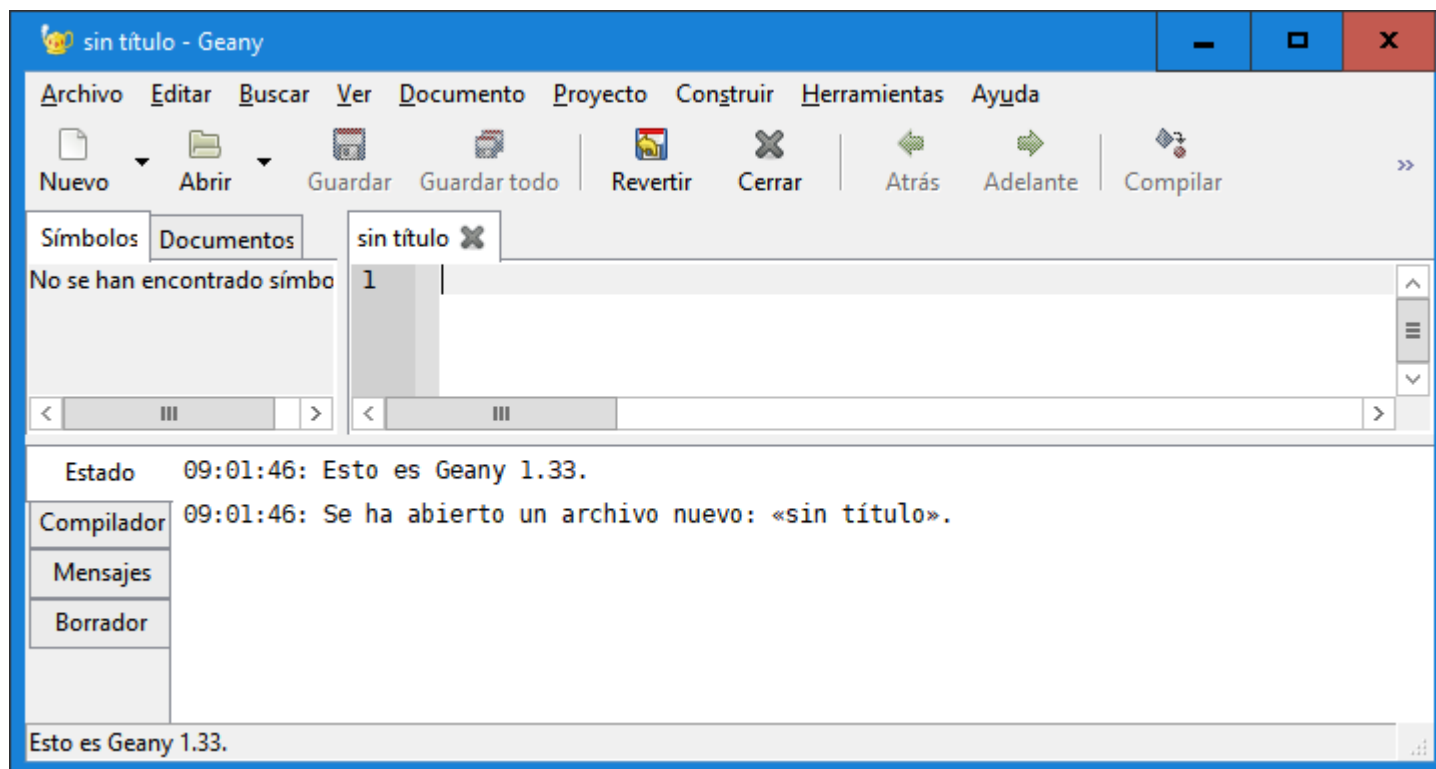 sin título - Geany
Archivo Editar Buscar Ver Documento Proyecto Construir Herramientas Ayuda
Nuevo Abrir Guardar Guardar todo Revertir Cerrar Atrás Adelante Compilar
Símbolos Documentos sin título
No se han encontrado símbo 1
Estado 09:01:46: Esto es Geany 1.33.
Compilador 09:01:46: Se ha abierto un archivo nuevo: «sin título».
Mensajes
Borrador
Esto es Geany 1.33.